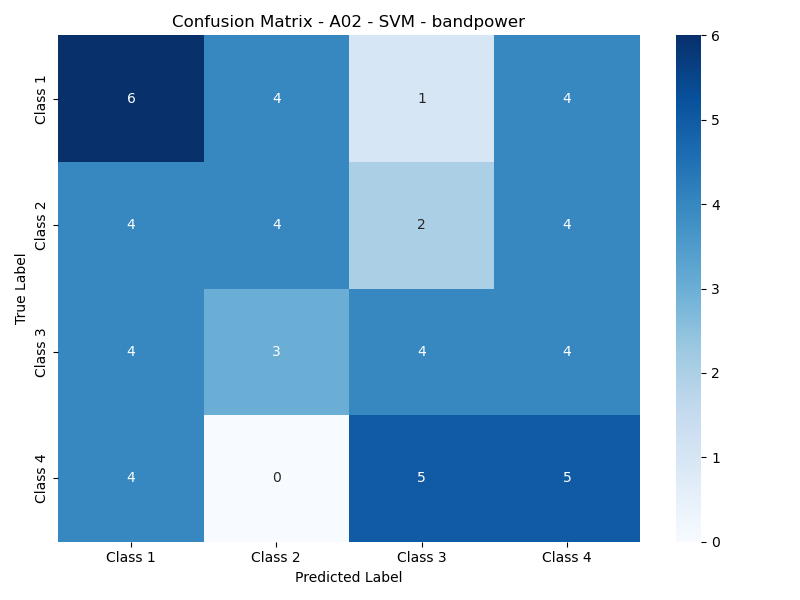 Confusion Matrix - A02 - SVM - bandpower
True Label
Class 1
6 4 1 4
Class 2
4 4 2 4
Class 3
4 3 4 4
Class 4
4 0 5 5
Class 1 Class 2 Class 3 Class 4
Predicted Label
6
5
4
3
2
1
0